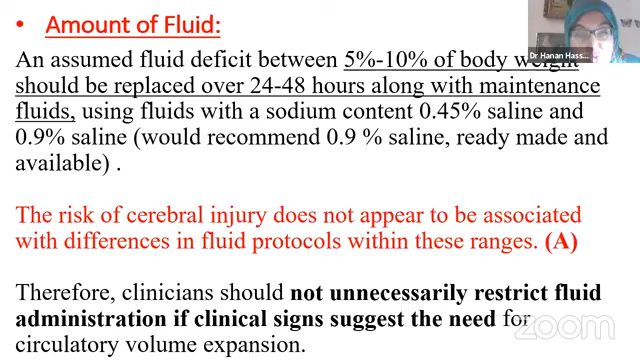 • Amount of Fluid:
Dr Hanan Hass...
An assumed fluid deficit between 5%-10% of body weight
should be replaced over 24-48 hours along with maintenance
fluids, using fluids with a sodium content 0.45% saline and
0.9% saline (would recommend 0.9 % saline, ready made and
available) .
The risk of cerebral injury does not appear to be associated
with differences in fluid protocols within these ranges. (A)
Therefore, clinicians should not unnecessarily restrict fluid
administration if clinical signs suggest the need for
circulatory volume expansion.
zoom